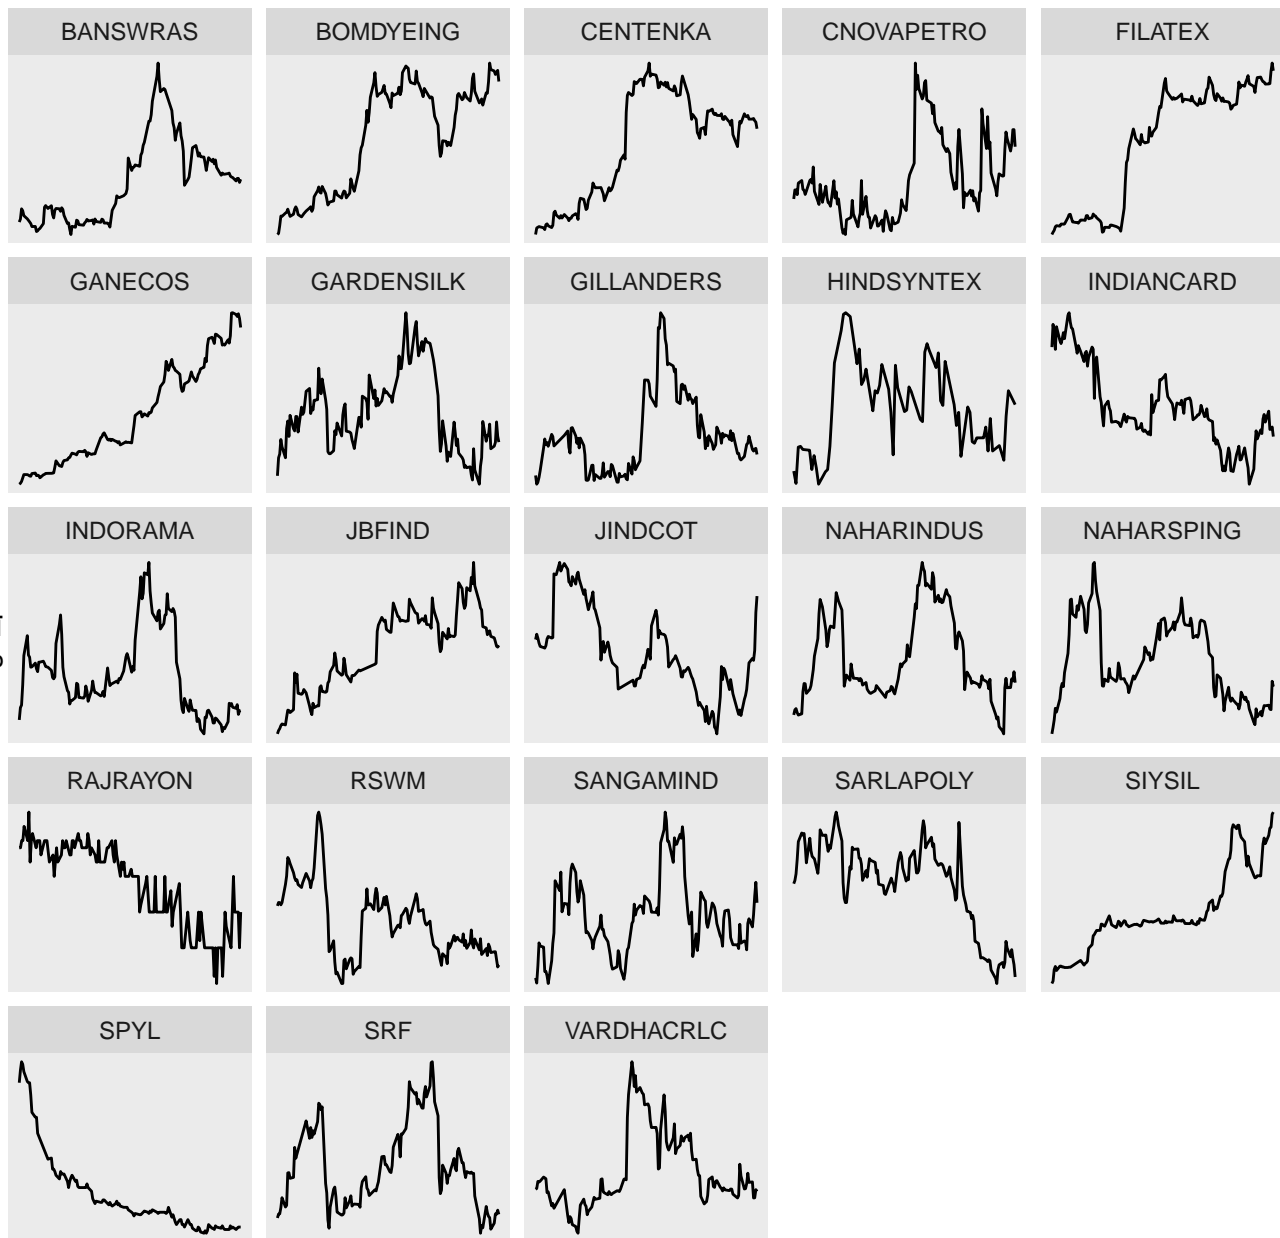 BANSWRAS BOMDYEING CENTENKA CNOVAPETRO FILATEX
GANECOS GARDENSILK GILLANDERS HINDSYNTEX INDIANCARD
INDORAMA JBFIND JINDCOT NAHARINDUS NAHARSPING
RAJRAYON RSWM SANGAMIND SARLAPOLY SIYSIL
SPYL SRF VARDHACRLC